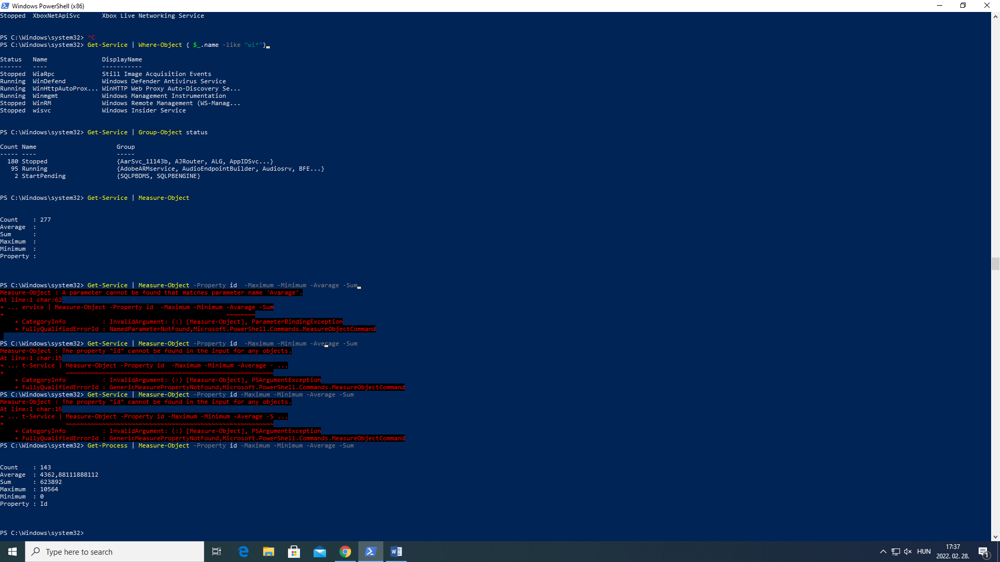 Windows PowerShell (x86)
Stopped  XboxNetApiSvc      Xbox Live Networking Service
PS C:\Windows\system32> ^C
PS C:\Windows\system32> Get-Service | Where-Object { $_.name -like "wi*"}
Status   Name               DisplayName
------   ----               -----------
Stopped  WiaRpc             Still Image Acquisition Events
Running  WinDefend          Windows Defender Antivirus Service
Running  WinHttpAutoProx... WinHTTP Web Proxy Auto-Discovery Se...
Running  Winmgmt            Windows Management Instrumentation
Stopped  WinRM              Windows Remote Management (WS-Manag...
Stopped  wisvc              Windows Insider Service
PS C:\Windows\system32> Get-Service | Group-Object status
Count Name                      Group
----- ----                      -----
  180 Stopped                   {AarSvc_11143b, AJRouter, ALG, AppIDSvc...}
   95 Running                   {AdobeARMservice, AudioEndpointBuilder, Audiosrv, BFE...}
    2 StartPending              {SQLPBDMS, SQLPBENGINE}
PS C:\Windows\system32> Get-Service | Measure-Object
Count    : 277
Average  :
Sum      :
Maximum  :
Minimum  :
Property :
PS C:\Windows\system32> Get-Service | Measure-Object -Property id  -Maximum -Minimum -Avarage -Sum
Measure-Object : A parameter cannot be found that matches parameter name 'Avarage'.
At line:1 char:62
+ ... ervice | Measure-Object -Property id  -Maximum -Minimum -Avarage -Sum
+                                                             ~~~~~~~~
    + CategoryInfo          : InvalidArgument: (:) [Measure-Object], ParameterBindingException
    + FullyQualifiedErrorId : NamedParameterNotFound,Microsoft.PowerShell.Commands.MeasureObjectCommand
PS C:\Windows\system32> Get-Service | Measure-Object -Property id  -Maximum -Minimum -Average -Sum
Measure-Object : The property "id" cannot be found in the input for any objects.
At line:1 char:15
+ ... t-Service | Measure-Object -Property id  -Maximum -Minimum -Average - ...
+                 ~~~~~~~~~~~~~~~~~~~~~~~~~~~~~~~~~~~~~~~~~~~~~~~~~~~~~~~~~
    + CategoryInfo          : InvalidArgument: (:) [Measure-Object], PSArgumentException
    + FullyQualifiedErrorId : GenericMeasurePropertyNotFound,Microsoft.PowerShell.Commands.MeasureObjectCommand
PS C:\Windows\system32> Get-Service | Measure-Object -Property id -Maximum -Minimum -Average -Sum
Measure-Object : The property "id" cannot be found in the input for any objects.
At line:1 char:15
+ ... t-Service | Measure-Object -Property id -Maximum -Minimum -Average -S ...
+                 ~~~~~~~~~~~~~~~~~~~~~~~~~~~~~~~~~~~~~~~~~~~~~~~~~~~~~~~~~
    + CategoryInfo          : InvalidArgument: (:) [Measure-Object], PSArgumentException
    + FullyQualifiedErrorId : GenericMeasurePropertyNotFound,Microsoft.PowerShell.Commands.MeasureObjectCommand
PS C:\Windows\system32> Get-Process | Measure-Object -Property id -Maximum -Minimum -Average -Sum
Count    : 143
Average  : 4362,88111888112
Sum      : 623892
Maximum  : 10564
Minimum  : 0
Property : Id
PS C:\Windows\system32>
Type here to search
HUN
17:37
2022. 02. 28.
1